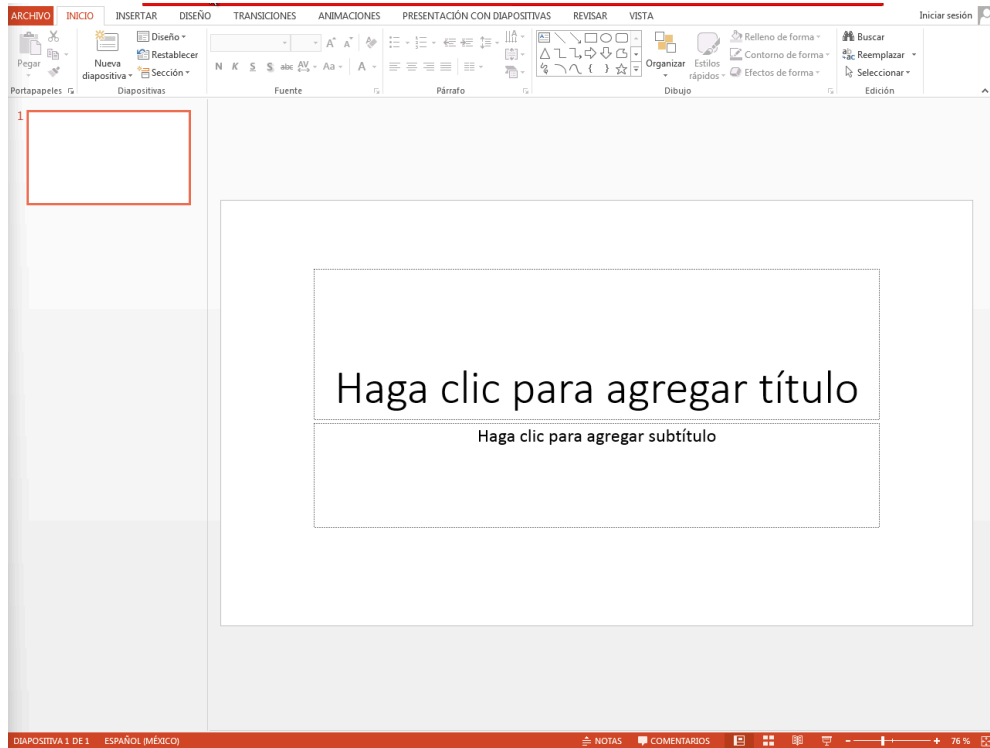 ARCHIVO INICIO INSERTAR DISEÑO TRANSICIONES ANIMACIONES PRESENTACIÓN CON DIAPOSITIVAS REVISAR VISTA Iniciar sesión
Pegar
Nueva diapositiva
Diseño
Restablecer
Sección
N K S S abc AV Aa A
A A
Organizar
Estilos rápidos
Relleno de forma
Contorno de forma
Efectos de forma
Buscar
Reemplazar
Seleccionar
Portapapeles Diapositivas Fuente Párrafo Dibujo Edición
1
Haga clic para agregar título
Haga clic para agregar subtítulo
DIAPOSITIVA 1 DE 1 ESPAÑOL (MÉXICO) NOTAS COMENTARIOS 76 %